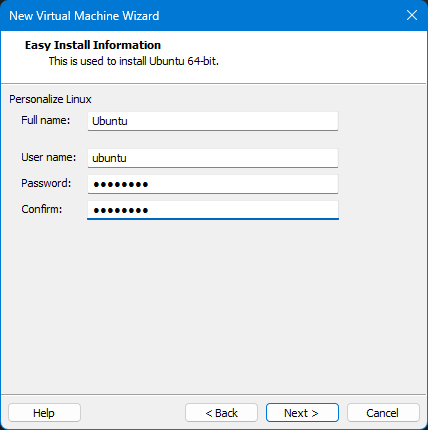 New Virtual Machine Wizard
Easy Install Information
This is used to install Ubuntu 64-bit.
Personalize Linux
Full name: Ubuntu
User name: ubuntu
Password: ●●●●●●●●
Confirm: ●●●●●●●●
Help < Back Next > Cancel